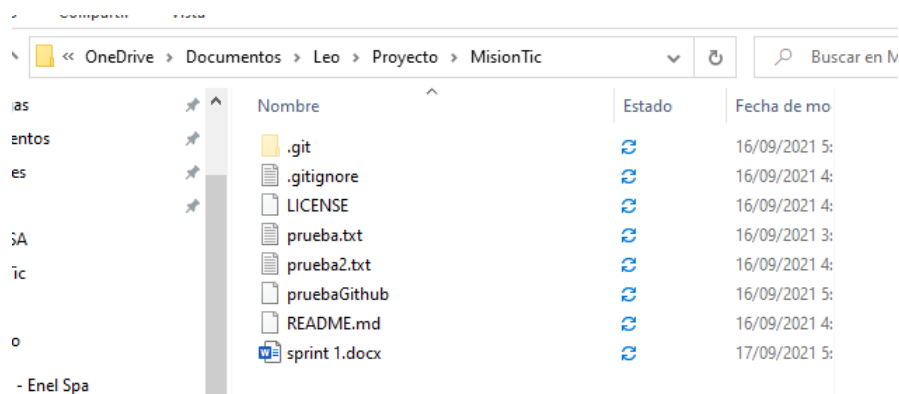 « OneDrive > Documentos > Leo > Proyecto > MisionTic
Buscar en M
Nombre Estado Fecha de mo
.git 16/09/2021 5:
.gitignore 16/09/2021 4:
LICENSE 16/09/2021 4:
prueba.txt 16/09/2021 3:
prueba2.txt 16/09/2021 4:
pruebaGithub 16/09/2021 5:
README.md 16/09/2021 4:
sprint 1.docx 17/09/2021 5:
as
entos
es
SA
Tic
o
- Enel Spa